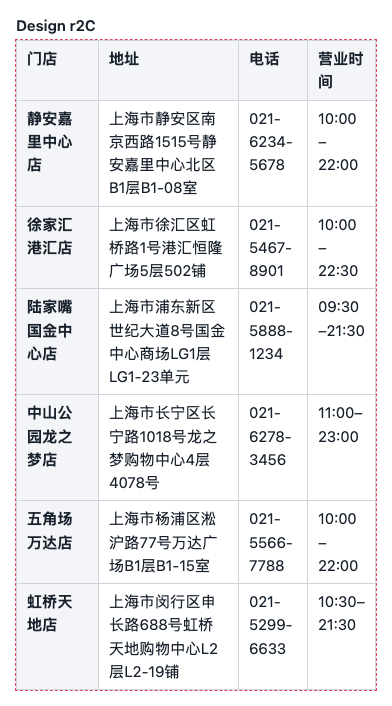 Design r2C
门店 地址 电话 营业时
间
静安嘉 上海市静安区南 021- 10:00
里中心 京西路1515号静 6234- –
店 安嘉里中心北区 5678 22:00
B1层B1-08室
徐家汇 上海市徐汇区虹 021- 10:00
港汇店 桥路1号港汇恒隆 5467- –
广场5层502铺 8901 22:30
陆家嘴 上海市浦东新区 021- 09:30
国金中 世纪大道8号国金 5888- –21:30
心店 中心商场LG1层 1234
LG1-23单元
中山公 上海市长宁区长 021- 11:00–
园龙之 宁路1018号龙之 6278- 23:00
梦店 梦购物中心4层 3456
4078号
五角场 上海市杨浦区淞 021- 10:00
万达店 沪路77号万达广 5566- –
场B1层B1-15室 7788 22:00
虹桥天 上海市闵行区申 021- 10:30–
地店 长路688号虹桥 5299- 21:30
天地购物中心L2 6633
层L2-19铺